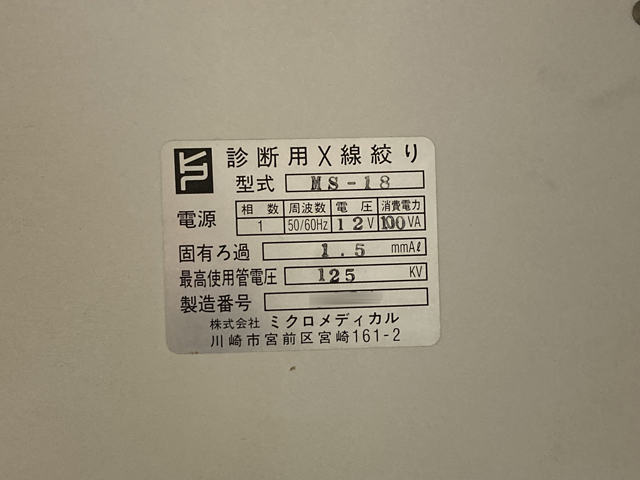 診断用X線絞り
型式 MS-18
電源 相数 周波数 電圧 消費電力
1 50/60Hz 12V 100VA
固有ろ過 1.5 mmAℓ
最高使用管電圧 125 KV
製造番号
株式会社 ミクロメディカル
川崎市宮前区宮崎161-2